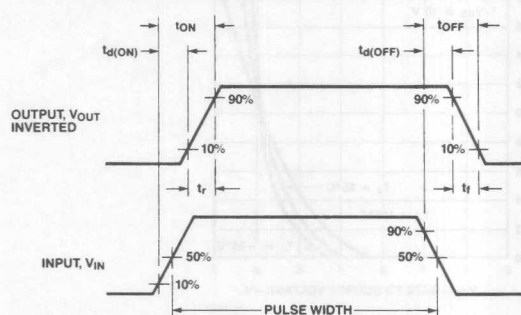 tON
tOFF
td(ON)
td(OFF)
OUTPUT, VOUT
INVERTED
90%
90%
10%
10%
tr
tf
INPUT, VIN
90%
50%
50%
10%
PULSE WIDTH